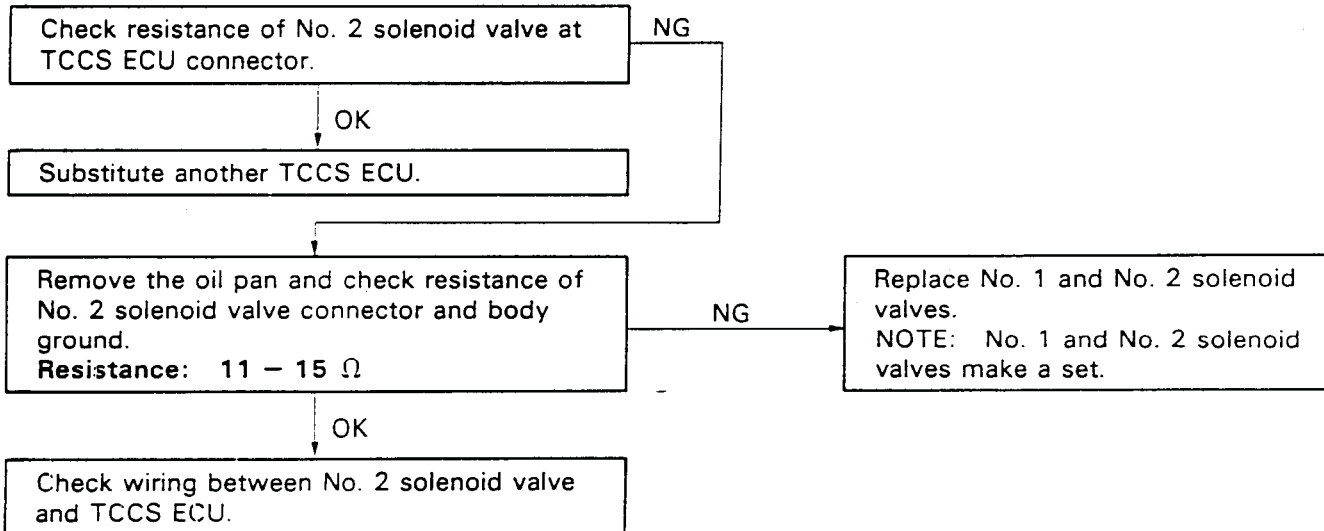 Check resistance of No. 2 solenoid valve at
TCCS ECU connector.
NG
OK
Substitute another TCCS ECU.
Remove the oil pan and check resistance of
No. 2 solenoid valve connector and body
ground.
Resistance: 11 – 15 Ω
NG
Replace No. 1 and No. 2 solenoid
valves.
NOTE: No. 1 and No. 2 solenoid
valves make a set.
OK
Check wiring between No. 2 solenoid valve
and TCCS ECU.